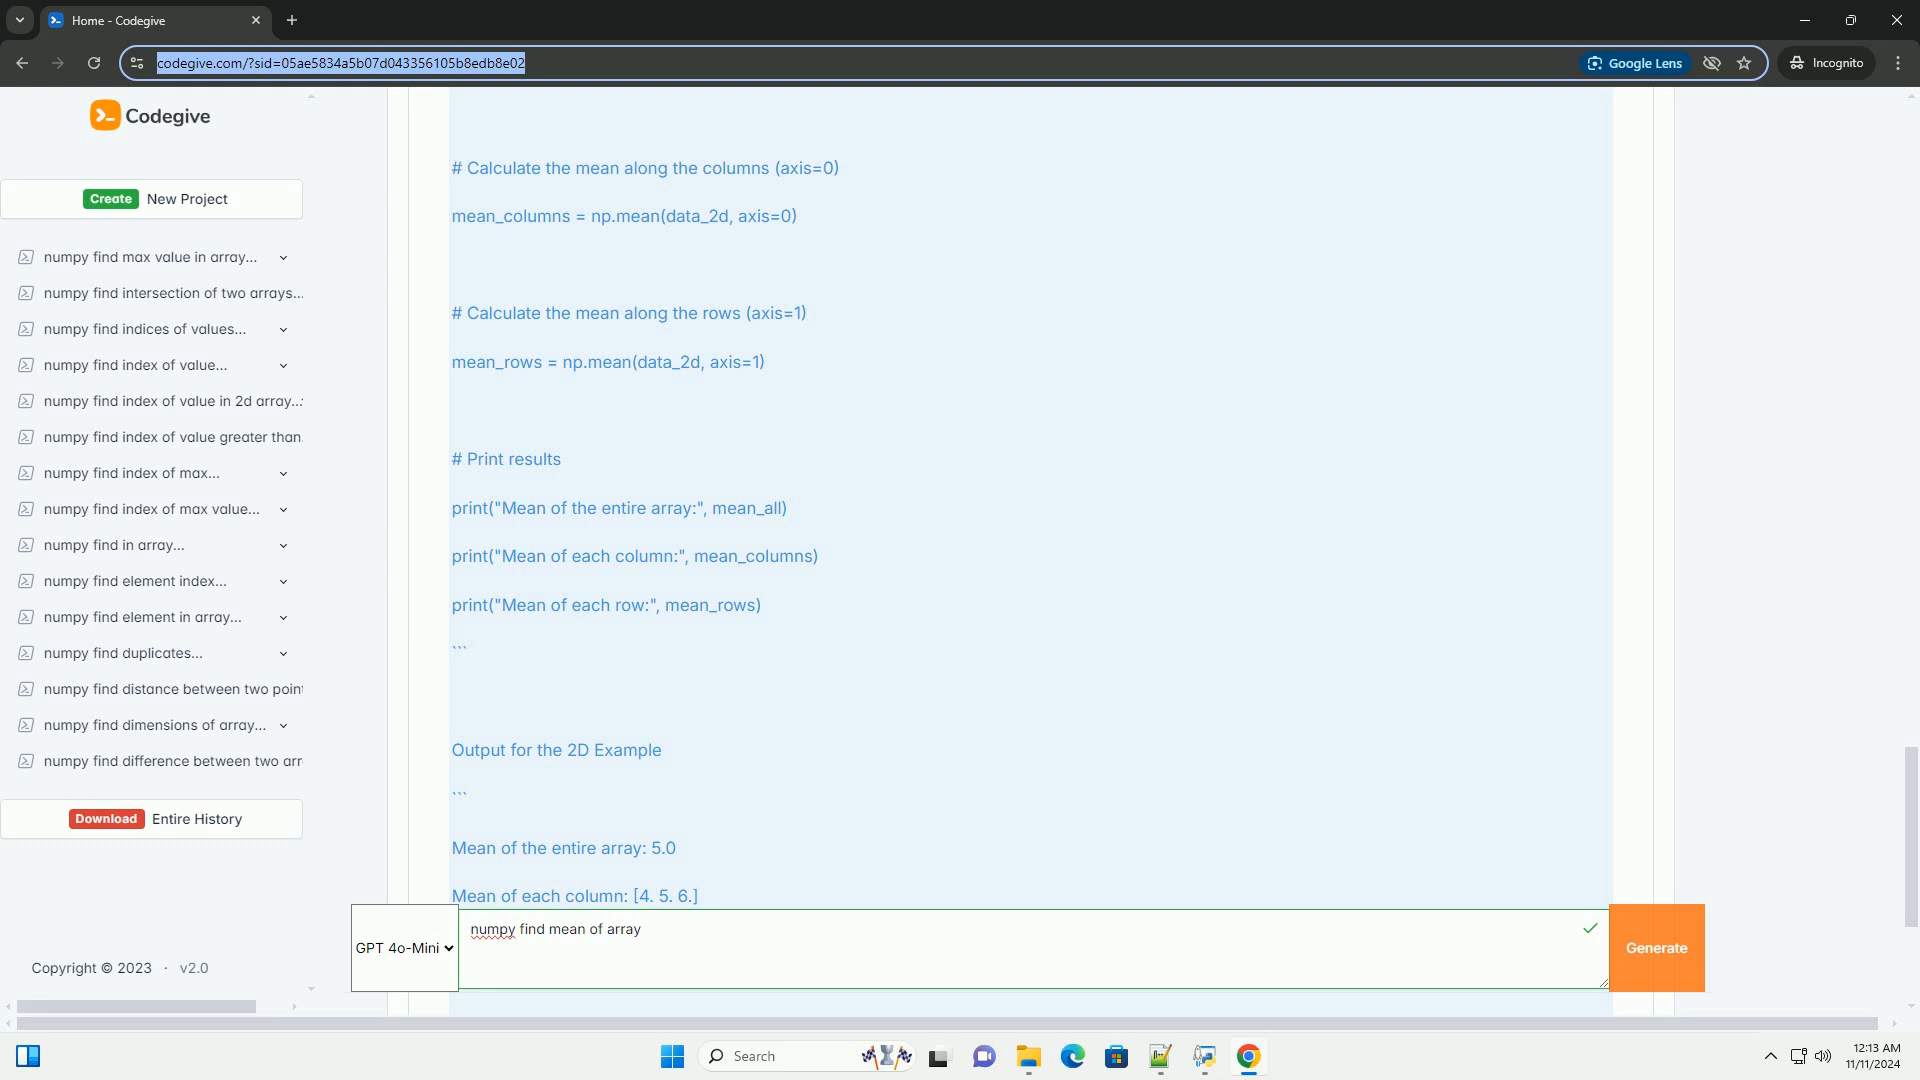 Home - Codegive
codegive.com/?sid=05ae5834a5b07d043356105b8edb8e02
Google Lens
Incognito
Codegive
Create New Project
numpy find max value in array...
numpy find intersection of two arrays...
numpy find indices of values...
numpy find index of value...
numpy find index of value in 2d array...
numpy find index of value greater than
numpy find index of max...
numpy find index of max value...
numpy find in array...
numpy find element index...
numpy find element in array...
numpy find duplicates...
numpy find distance between two poin
numpy find dimensions of array...
numpy find difference between two arr
Download Entire History
Copyright © 2023 · v2.0
# Calculate the mean along the columns (axis=0)
mean_columns = np.mean(data_2d, axis=0)
# Calculate the mean along the rows (axis=1)
mean_rows = np.mean(data_2d, axis=1)
# Print results
print("Mean of the entire array:", mean_all)
print("Mean of each column:", mean_columns)
print("Mean of each row:", mean_rows)
```
Output for the 2D Example
```
Mean of the entire array: 5.0
Mean of each column: [4. 5. 6.]
GPT 4o-Mini
numpy find mean of array
Generate
Search
12:13 AM
11/11/2024